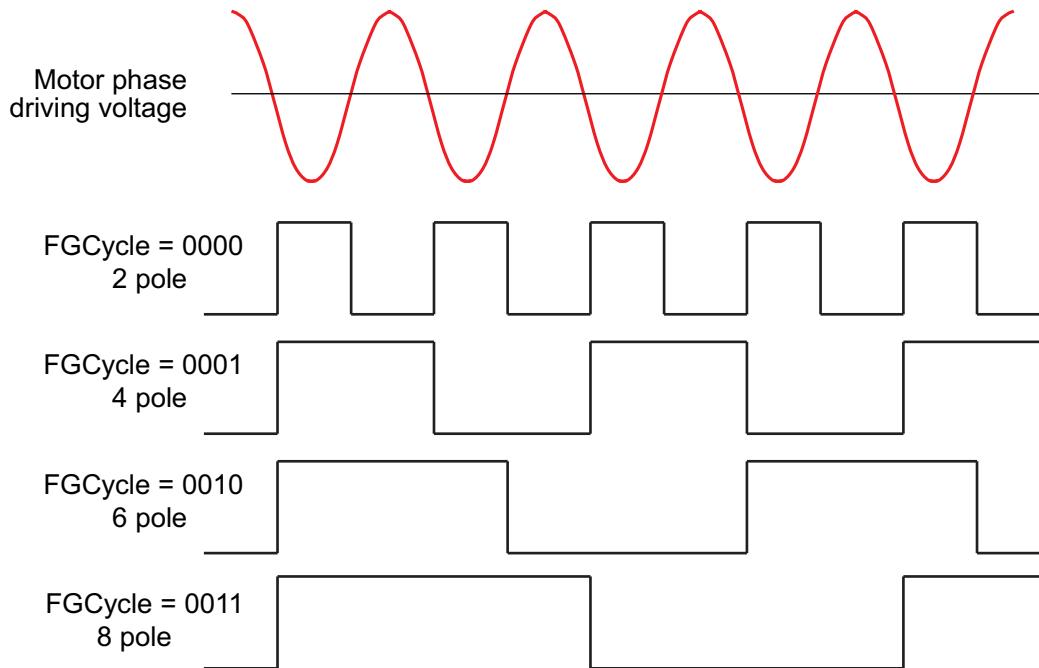 Motor phase
driving voltage
FGCycle = 0000
2 pole
FGCycle = 0001
4 pole
FGCycle = 0010
6 pole
FGCycle = 0011
8 pole